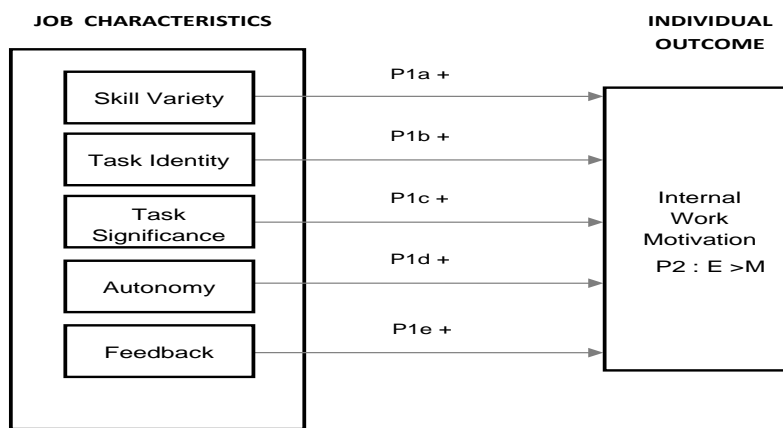 JOB CHARACTERISTICS
INDIVIDUAL
OUTCOME
Skill Variety
P1a +
Task Identity
P1b +
Task
Significance
P1c +
Autonomy
P1d +
Feedback
P1e +
Internal
Work
Motivation
P2 : E >M